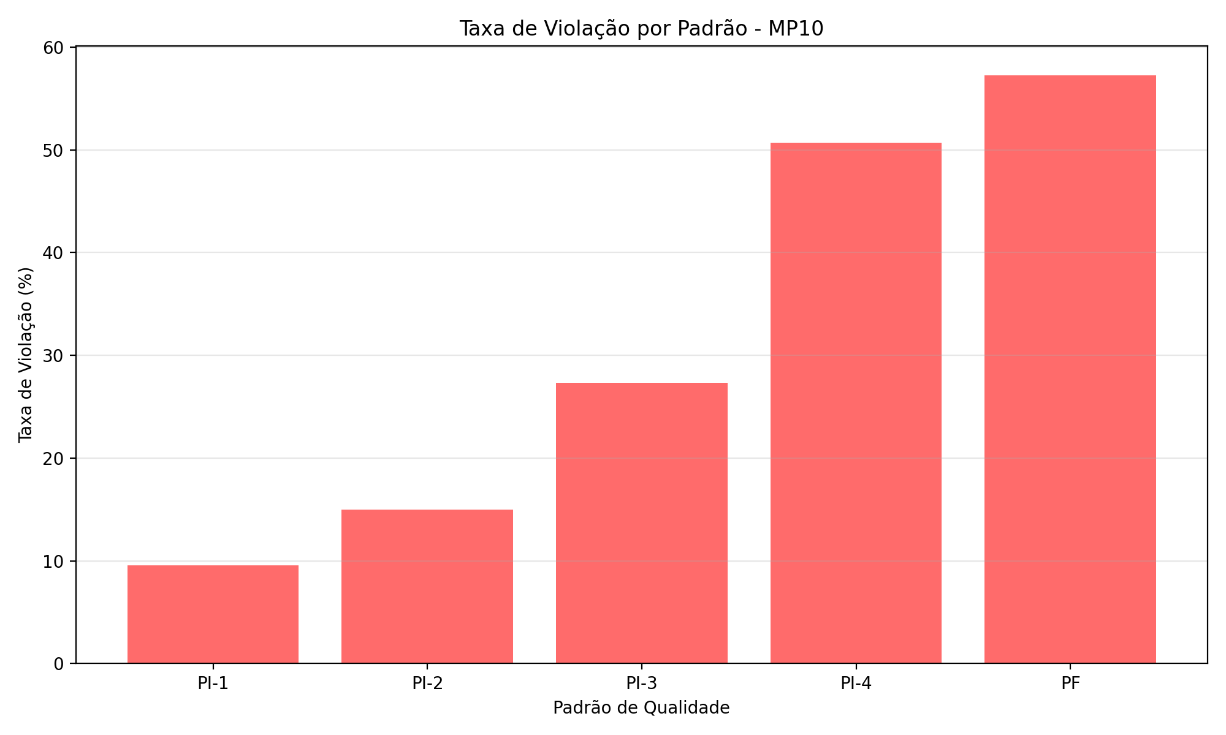 Taxa de Violação por Padrão - MP10
60
50
40
30
20
10
0
Taxa de Violação (%)
PI-1 PI-2 PI-3 PI-4 PF
Padrão de Qualidade